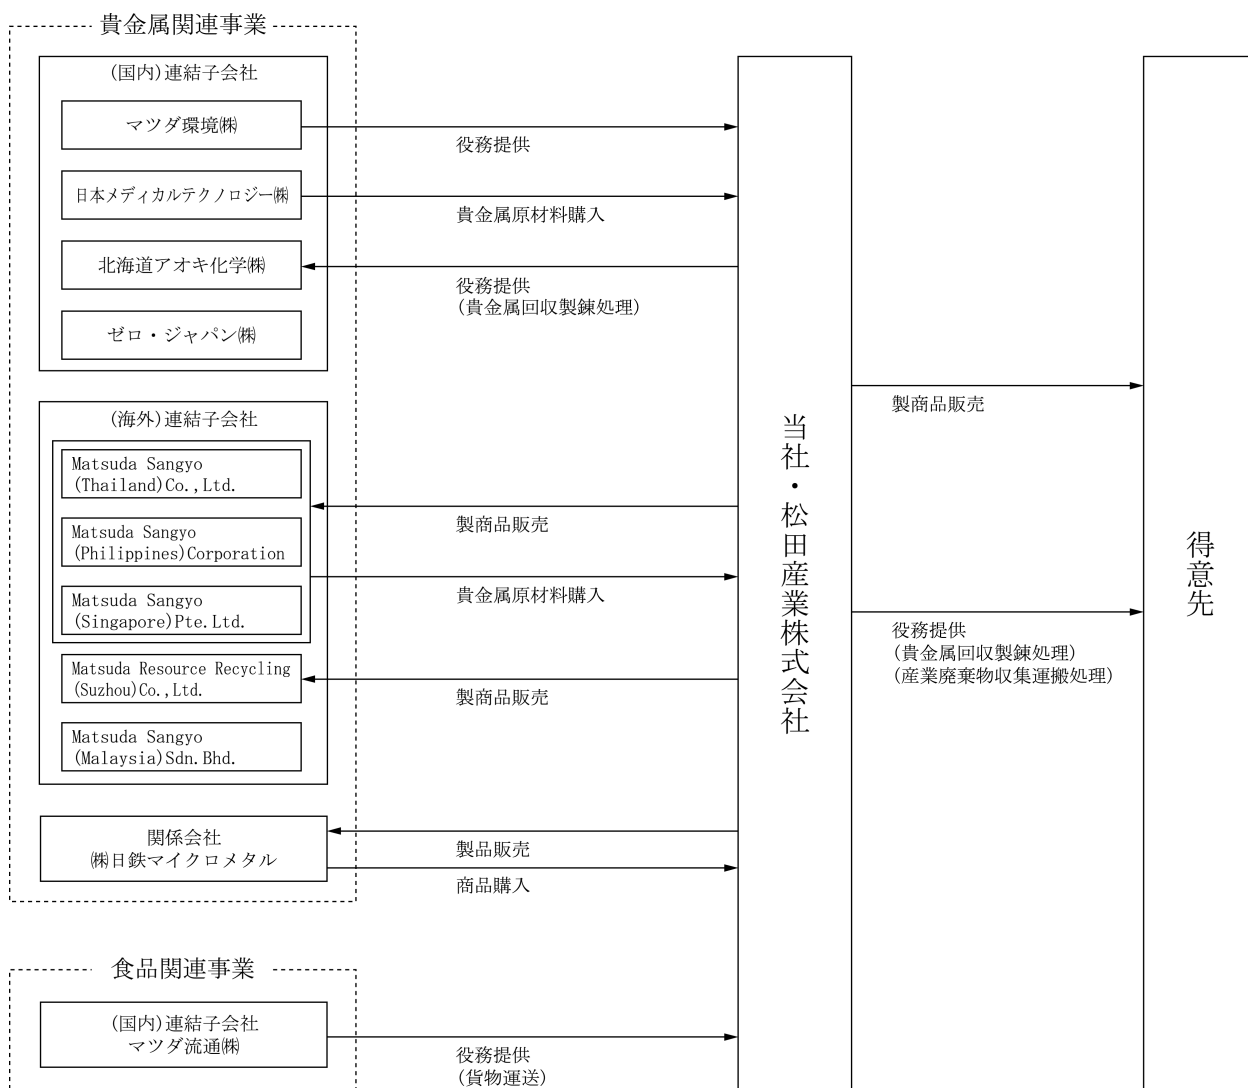 貴金属関連事業
(国内)連結子会社
マツダ環境㈱
役務提供
日本メディカルテクノロジー㈱
貴金属原材料購入
北海道アオキ化学㈱
役務提供
(貴金属回収製錬処理)
ゼロ・ジャパン㈱
(海外)連結子会社
Matsuda Sangyo
(Thailand)Co.,Ltd.
製商品販売
Matsuda Sangyo
(Philippines)Corporation
貴金属原材料購入
Matsuda Sangyo
(Singapore)Pte.Ltd.
Matsuda Resource Recycling
(Suzhou)Co.,Ltd.
製商品販売
Matsuda Sangyo
(Malaysia)Sdn.Bhd.
関係会社
㈱日鉄マイクロメタル
製品販売
商品購入
食品関連事業
(国内)連結子会社
マツダ流通㈱
役務提供
(貨物運送)
当社・松田産業株式会社
製商品販売
役務提供
(貴金属回収製錬処理)
(産業廃棄物収集運搬処理)
得意先